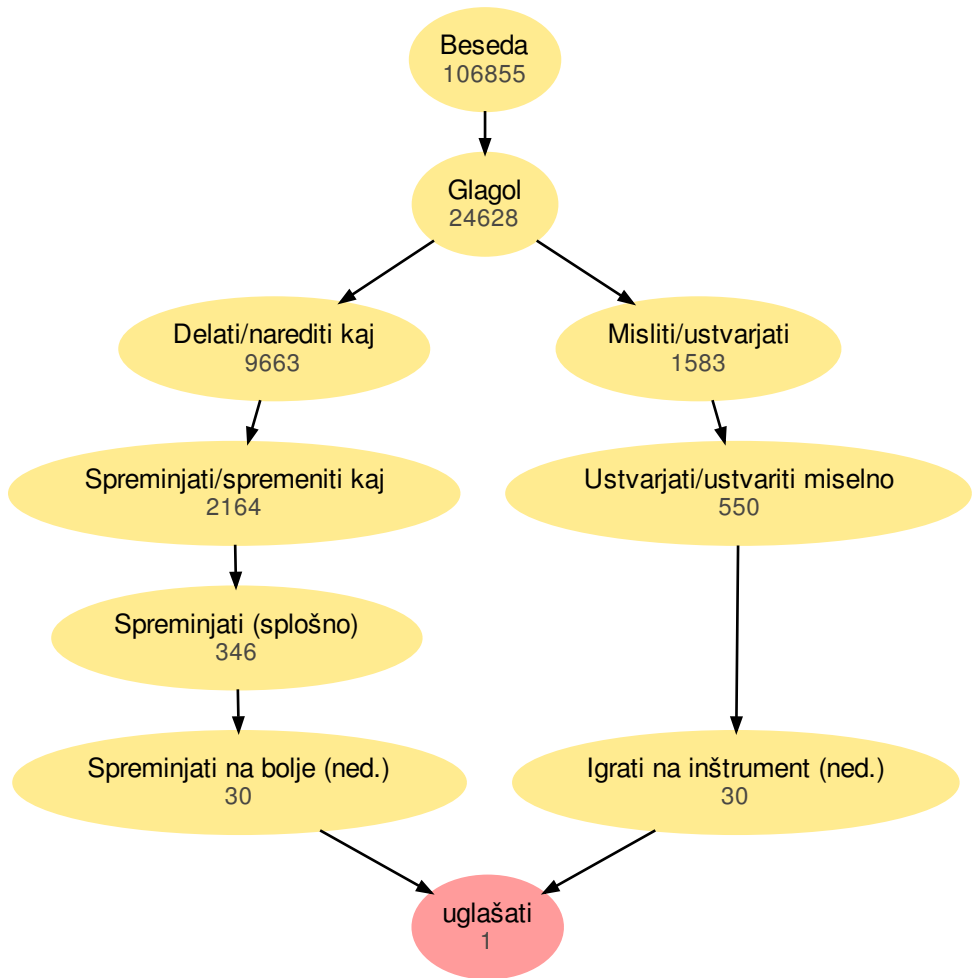 Beseda
106855
Glagol
24628
Delati/narediti kaj
9663
Misliti/ustvarjati
1583
Spreminjati/spremeniti kaj
2164
Ustvarjati/ustvariti miselno
550
Spreminjati (splošno)
346
Spreminjati na bolje (ned.)
30
Igrati na inštrument (ned.)
30
uglašati
1